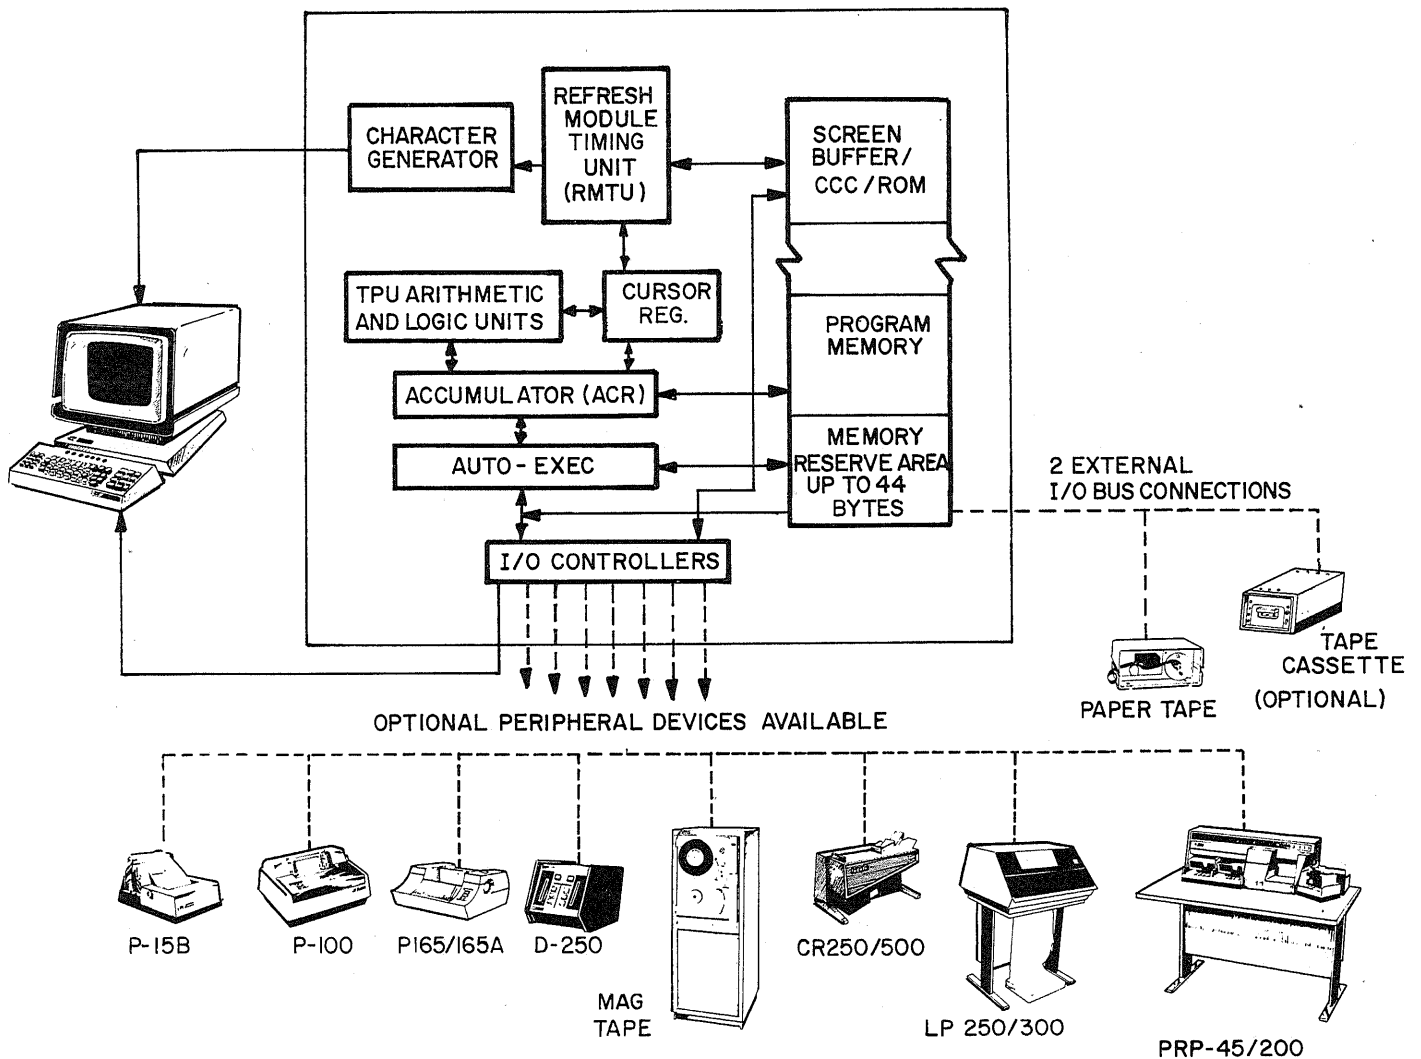 REFRESH
MODULE
TIMING
UNIT
(RMTU)
CHARACTER
GENERATOR
SCREEN
BUFFER/
CCC/ROM
TPU ARITHMETIC
AND LOGIC UNITS
CURSOR
REG.
PROGRAM
MEMORY
ACCUMULATOR (ACR)
AUTO-EXEC
MEMORY
RESERVE AREA
UP TO 44
BYTES
2 EXTERNAL
I/O BUS CONNECTIONS
I/O CONTROLLERS
TAPE
CASSETTE
(OPTIONAL)
PAPER TAPE
OPTIONAL PERIPHERAL DEVICES AVAILABLE
P-15B
P-100
P165/165A
D-250
MAG
TAPE
CR250/500
LP 250/300
PRP-45/200